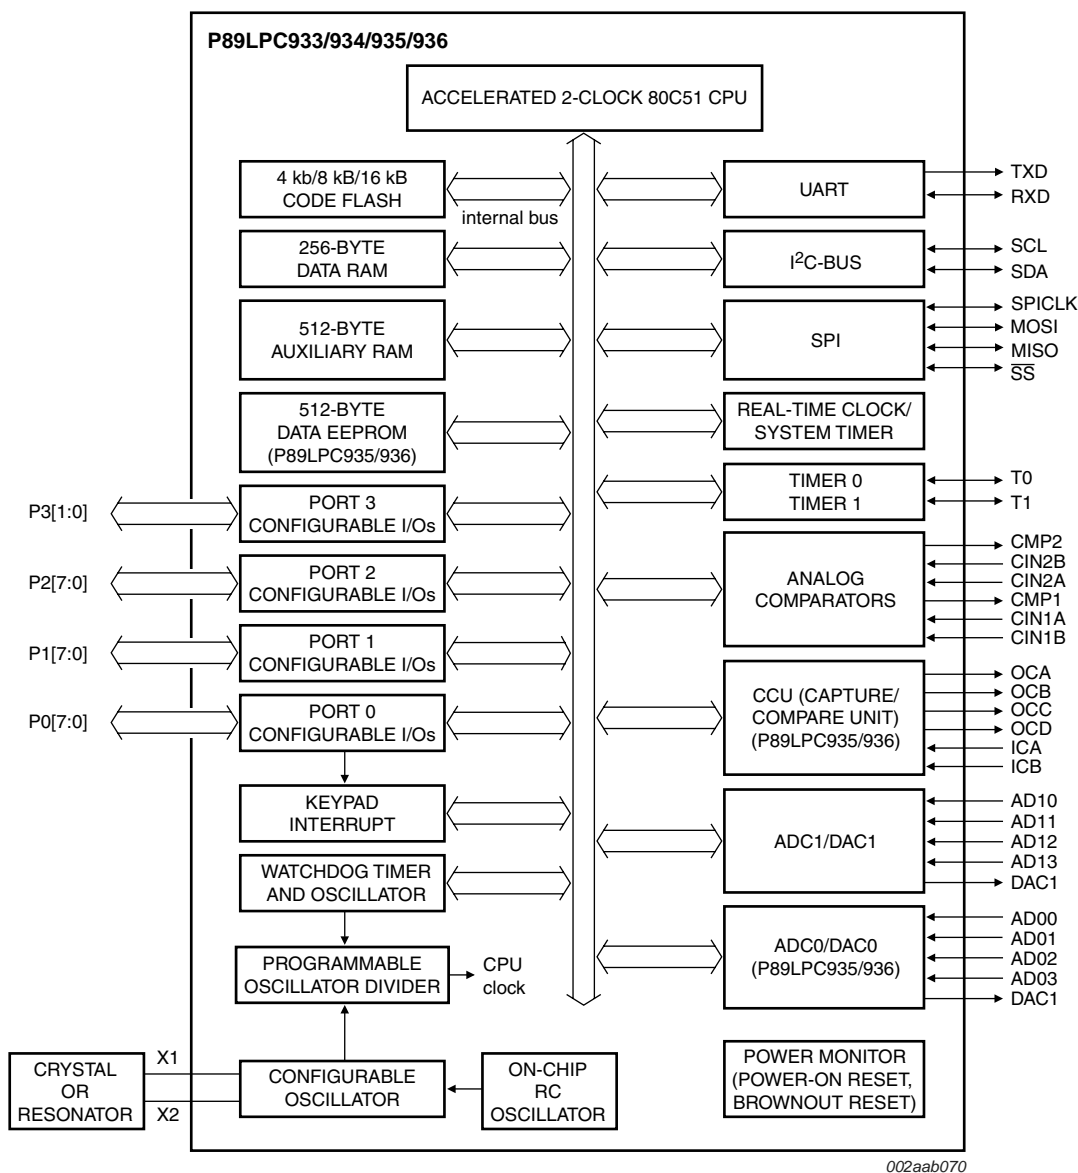 P89LPC933/934/935/936
ACCELERATED 2-CLOCK 80C51 CPU
4 kb/8 kB/16 kB
CODE FLASH
internal bus
256-BYTE
DATA RAM
512-BYTE
AUXILIARY RAM
512-BYTE
DATA EEPROM
(P89LPC935/936)
P3[1:0]
PORT 3
CONFIGURABLE I/Os
P2[7:0]
PORT 2
CONFIGURABLE I/Os
P1[7:0]
PORT 1
CONFIGURABLE I/Os
P0[7:0]
PORT 0
CONFIGURABLE I/Os
KEYPAD
INTERRUPT
WATCHDOG TIMER
AND OSCILLATOR
PROGRAMMABLE
OSCILLATOR DIVIDER
CPU
clock
CRYSTAL
OR
RESONATOR
X1
X2
CONFIGURABLE
OSCILLATOR
ON-CHIP
RC
OSCILLATOR
UART
TXD
RXD
I²C-BUS
SCL
SDA
SPI
SPICLK
MOSI
MISO
S̅S̅
REAL-TIME CLOCK/
SYSTEM TIMER
TIMER 0
TIMER 1
T0
T1
ANALOG
COMPARATORS
CMP2
CIN2B
CIN2A
CMP1
CIN1A
CIN1B
CCU (CAPTURE/
COMPARE UNIT)
(P89LPC935/936)
OCA
OCB
OCC
OCD
ICA
ICB
ADC1/DAC1
AD10
AD11
AD12
AD13
DAC1
ADC0/DAC0
(P89LPC935/936)
AD00
AD01
AD02
AD03
DAC1
POWER MONITOR
(POWER-ON RESET,
BROWNOUT RESET)
002aab070